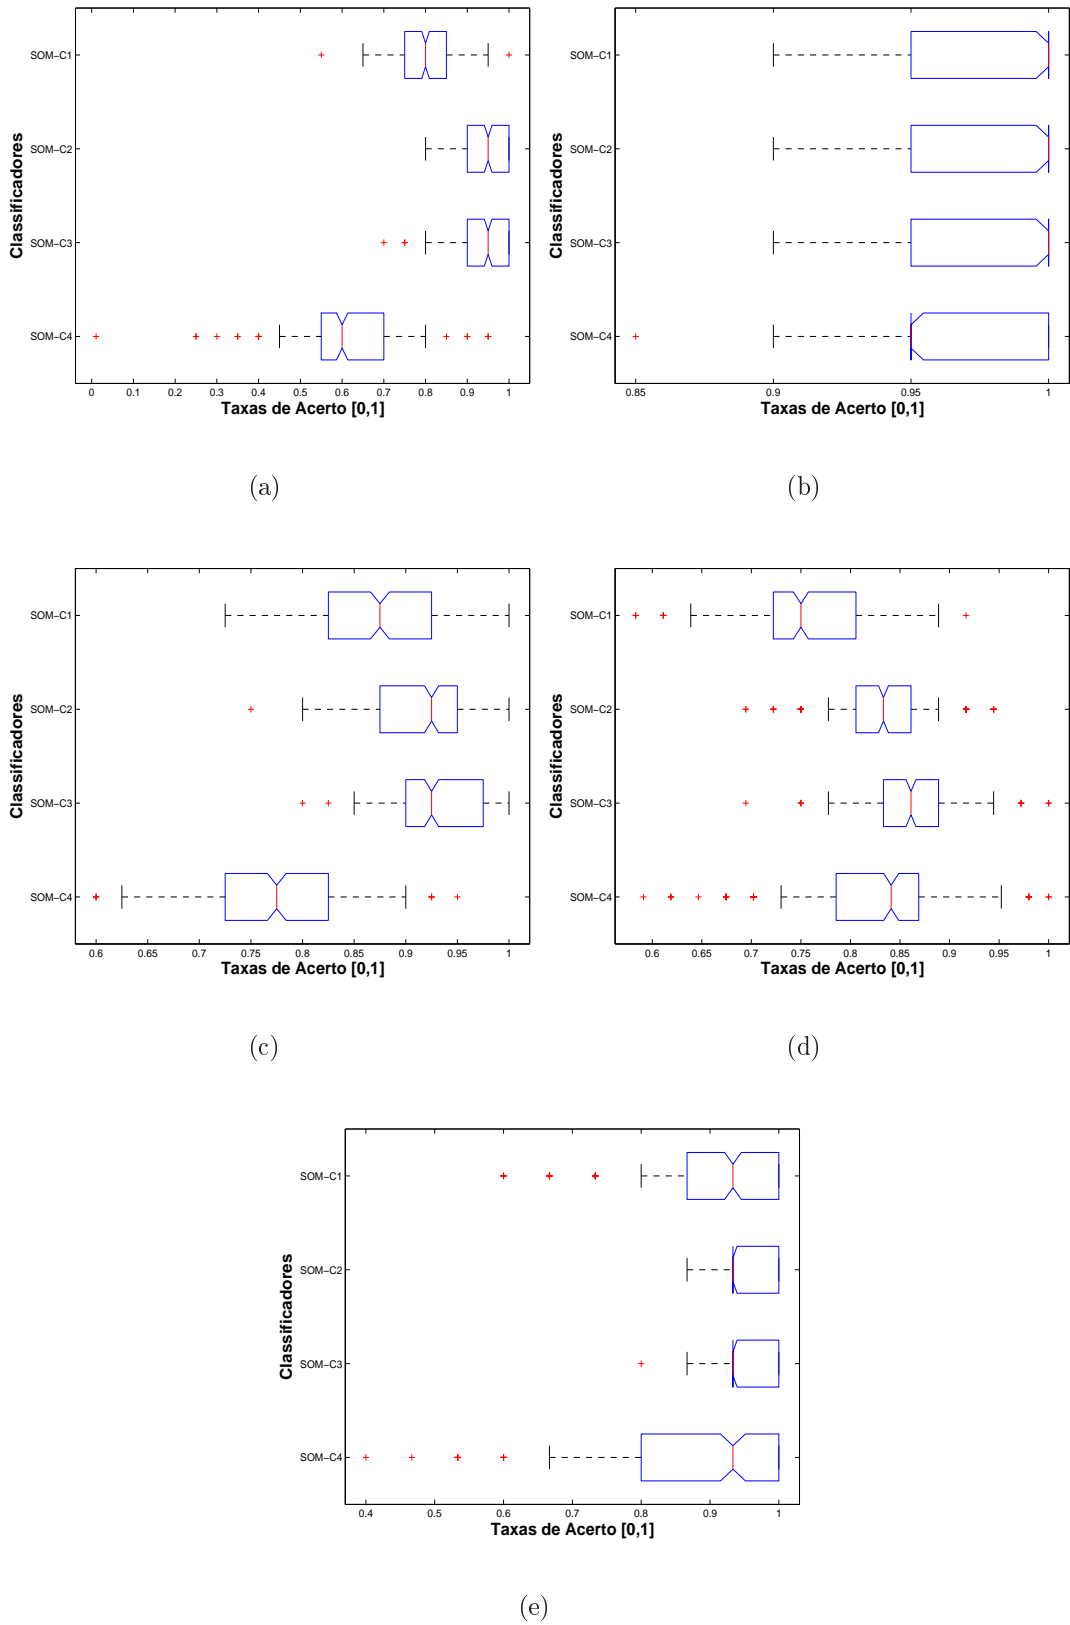 SOM−C1
SOM−C2
SOM−C3
SOM−C4
Classificadores
0 0.1 0.2 0.3 0.4 0.5 0.6 0.7 0.8 0.9 1
Taxas de Acerto [0,1]
(a)
SOM−C1
SOM−C2
SOM−C3
SOM−C4
Classificadores
0.85 0.9 0.95 1
Taxas de Acerto [0,1]
(b)
SOM−C1
SOM−C2
SOM−C3
SOM−C4
Classificadores
0.6 0.65 0.7 0.75 0.8 0.85 0.9 0.95 1
Taxas de Acerto [0,1]
(c)
SOM−C1
SOM−C2
SOM−C3
SOM−C4
Classificadores
0.6 0.65 0.7 0.75 0.8 0.85 0.9 0.95 1
Taxas de Acerto [0,1]
(d)
SOM−C1
SOM−C2
SOM−C3
SOM−C4
Classificadores
0.4 0.5 0.6 0.7 0.8 0.9 1
Taxas de Acerto [0,1]
(e)